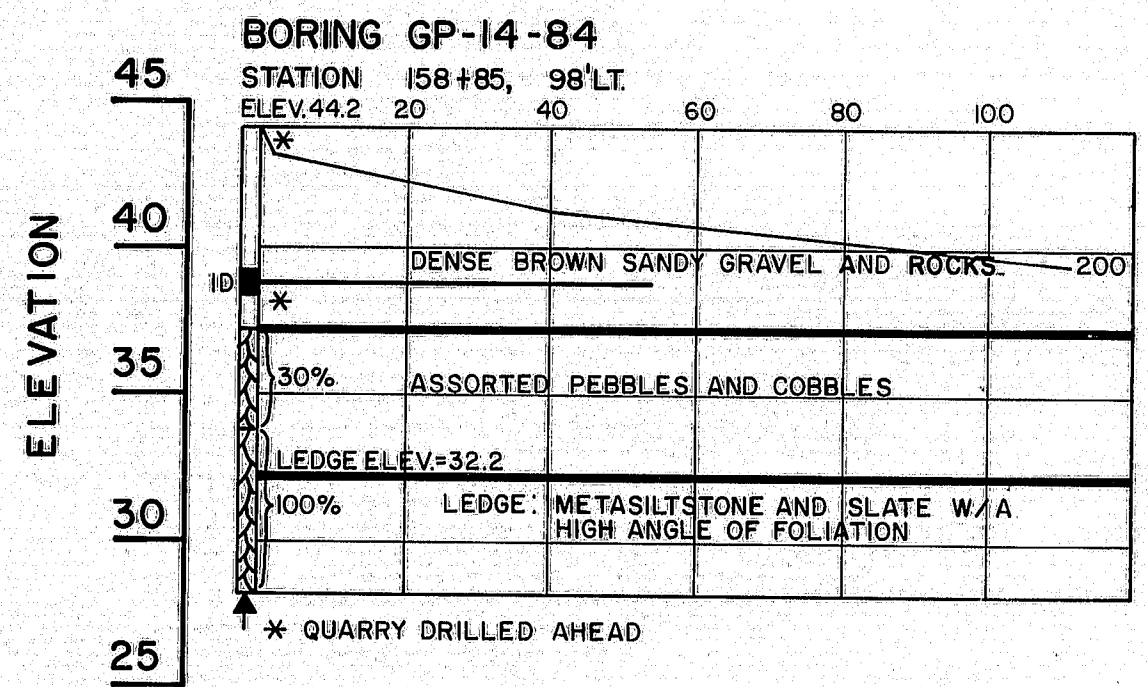 BORING GP-14-84
45
STATION 158+85, 98'LT.
ELEV. 44.2 20 40 60 80 100
ELEVATION
40
DENSE BROWN SANDY GRAVEL AND ROCKS 200
1D
*
*
35
30% ASSORTED PEBBLES AND COBBLES
LEDGE ELEV.=32.2
30
100% LEDGE: METASILTSTONE AND SLATE W/A
HIGH ANGLE OF FOLIATION
* QUARRY DRILLED AHEAD
25